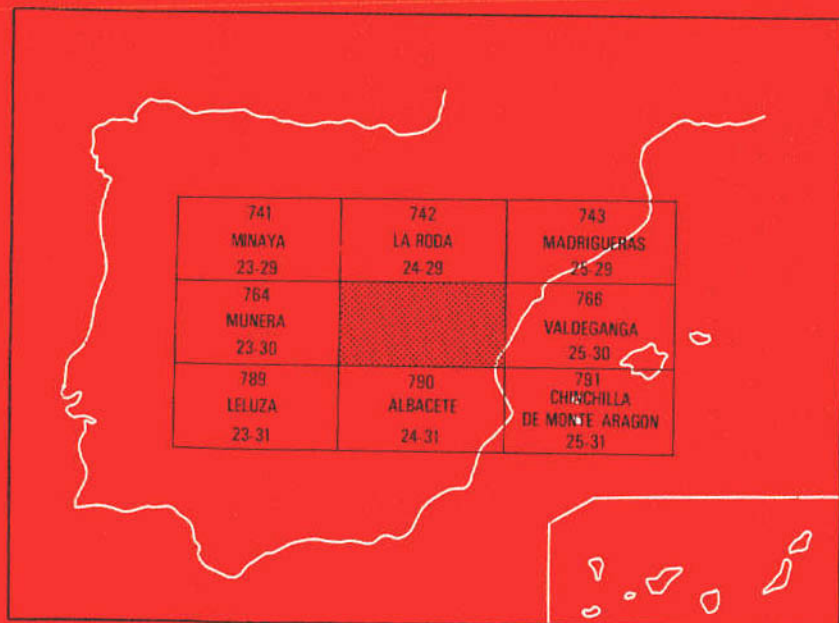 741
MINAYA
23-29
742
LA RODA
24-29
743
MADRIGUERAS
25-29
764
MUNERA
23-30
766
VALDEGANGA
25-30
789
LELUZA
23-31
790
ALBACETE
24-31
791
CHINCHILLA
DE MONTE ARAGON
25-31